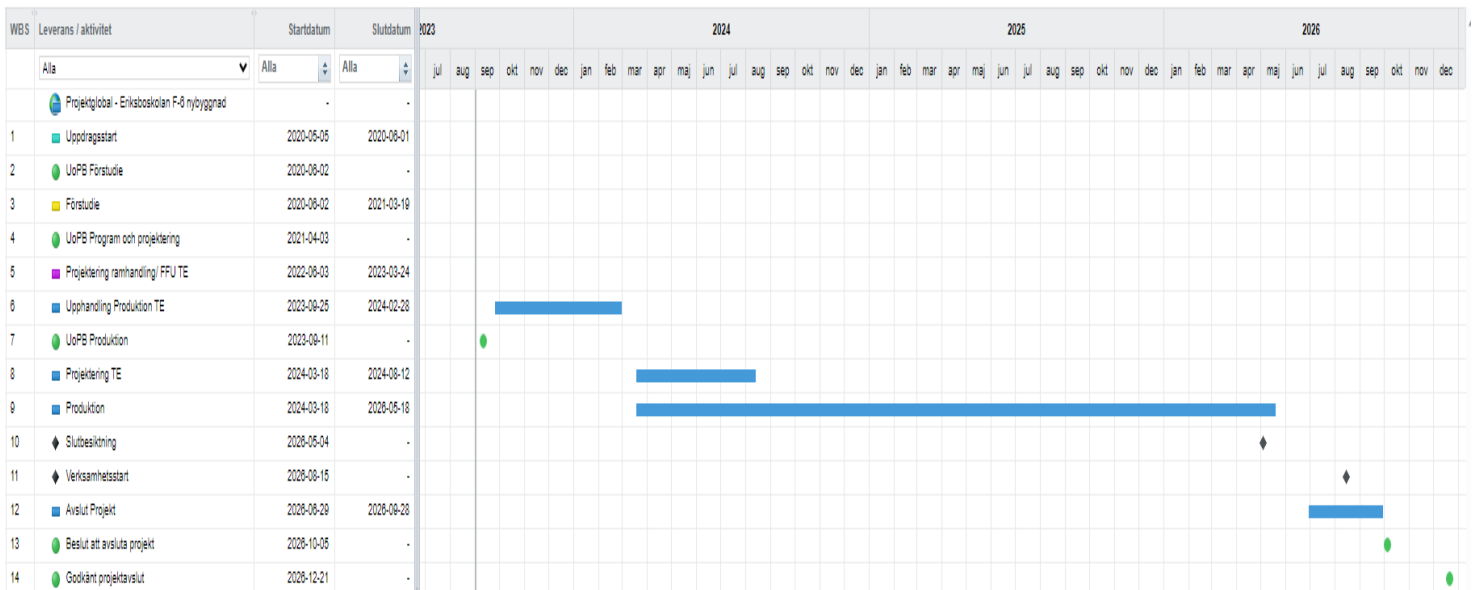 WBS Leverans / aktivitet Startdatum Slutdatum 2023 2024 2025 2026
Alla Alla Alla jul aug sep okt nov dec jan feb mar apr maj jun jul aug sep okt nov dec jan feb mar apr maj jun jul aug sep okt nov dec jan feb mar apr maj jun jul aug sep okt nov dec
Projektglobal - Eriksboskolan F-6 nybyggnad - -
1 Uppdragsstart 2020-05-05 2020-06-01
2 UoPB Förstudie 2020-06-02 -
3 Förstudie 2020-06-02 2021-03-19
4 UoPB Program och projektering 2021-04-03 -
5 Projektering ramhandling/ FFU TE 2022-06-03 2023-03-24
6 Upphandling Produktion TE 2023-09-25 2024-02-28
7 UoPB Produktion 2023-09-11 -
8 Projektering TE 2024-03-18 2024-08-12
9 Produktion 2024-03-18 2026-05-18
10 Slutbesiktning 2026-05-04 -
11 Verksamhetsstart 2026-08-15 -
12 Avslut Projekt 2026-06-29 2026-09-28
13 Beslut att avsluta projekt 2026-10-05 -
14 Godkänt projektavslut 2026-12-21 -